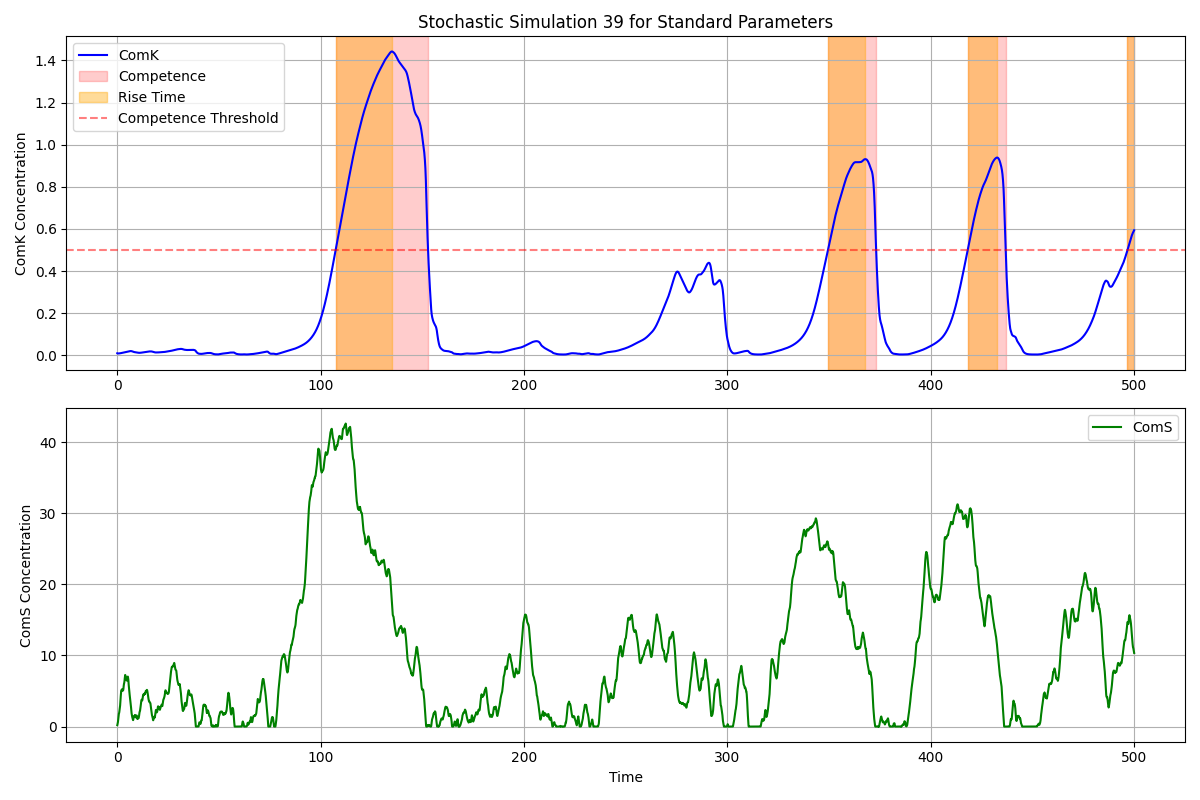 Stochastic Simulation 39 for Standard Parameters
ComK Concentration
1.4
1.2
1.0
0.8
0.6
0.4
0.2
0.0
ComK
Competence
Rise Time
Competence Threshold
0 100 200 300 400 500
ComS Concentration
40
30
20
10
0
ComS
0 100 200 300 400 500
Time